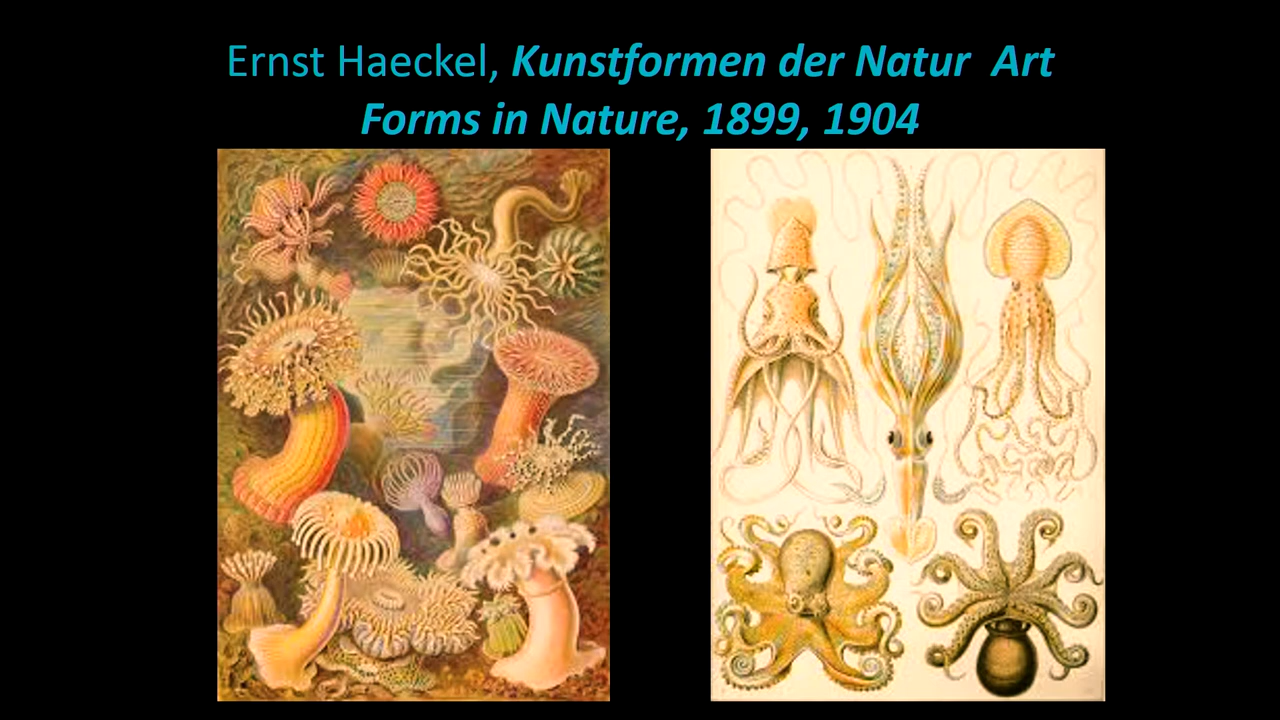 Ernst Haeckel, Kunstformen der Natur  Art
Forms in Nature, 1899, 1904